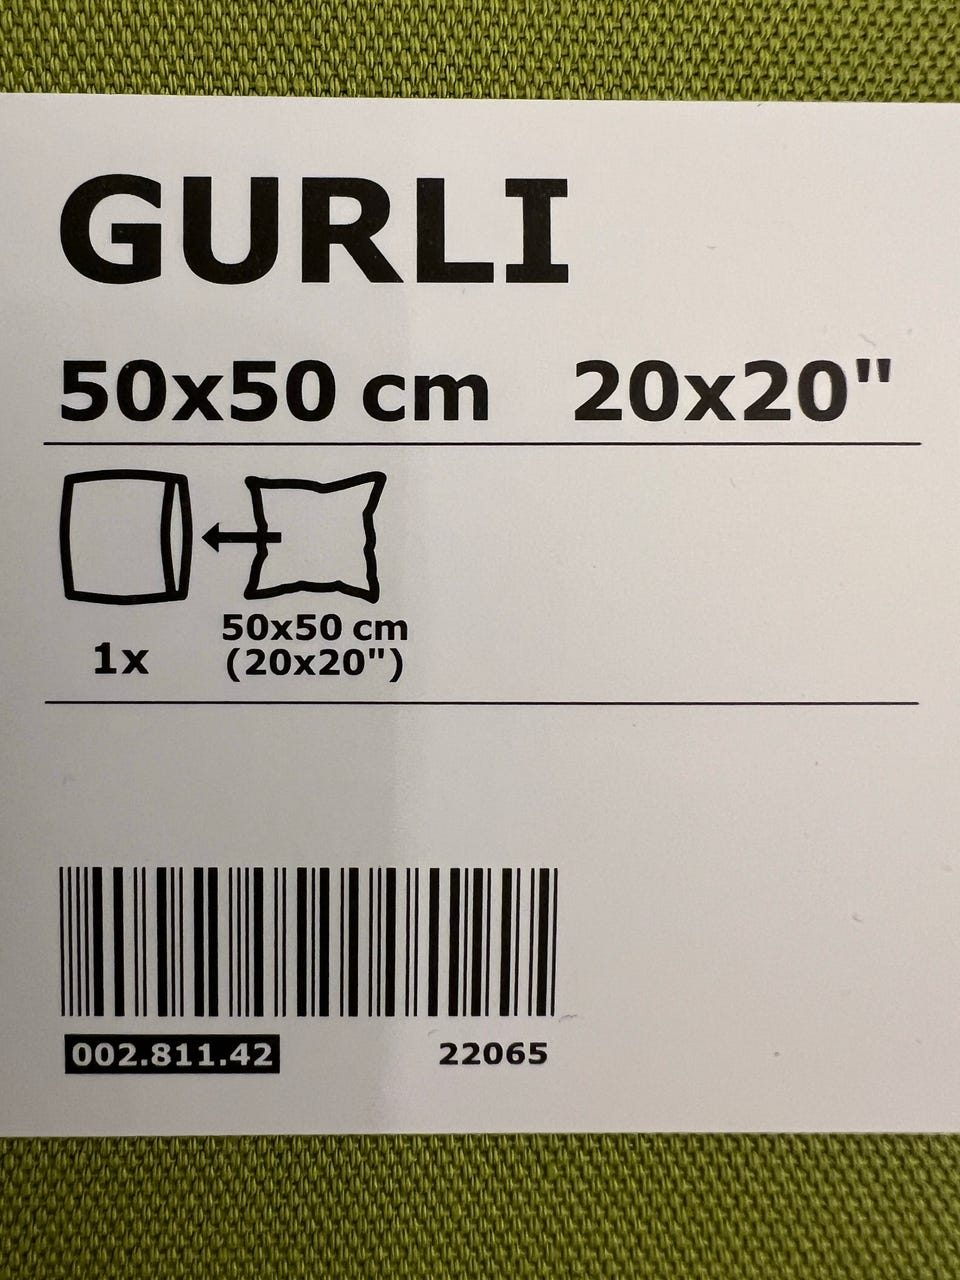 GURLI
50x50 cm 20x20"
50x50 cm
1x (20x20")
002.811.42 22065